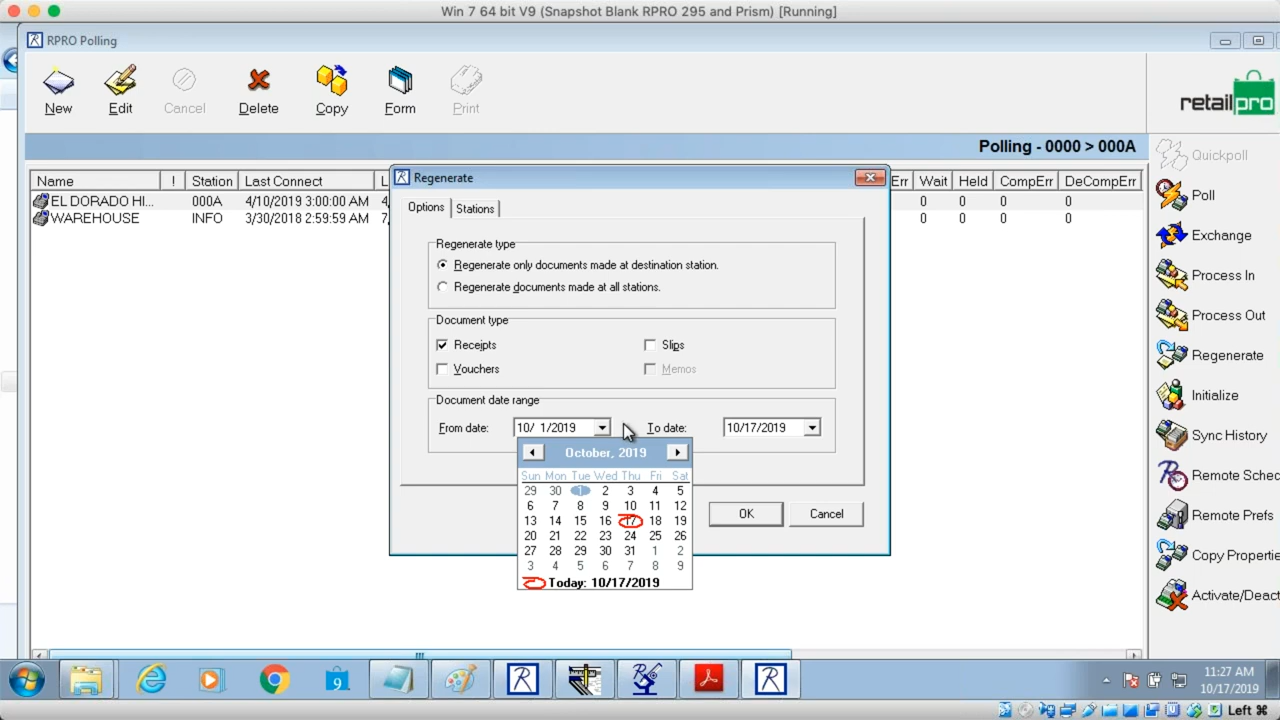 Win 7 64 bit V9 (Snapshot Blank RPRO 295 and Prism) [Running]
RPRO Polling
New Edit Cancel Delete Copy Form Print
retailpro
Polling - 0000 > 000A
Name ! Station Last Connect L Err Wait Held CompErr DeCompErr
EL DORADO HI... 000A 4/10/2019 3:00:00 AM 4, 0 0 0 0
WAREHOUSE INFO 3/30/2018 2:59:59 AM 7, 0 0 0 0
Regenerate
Options Stations
Regenerate type
Regenerate only documents made at destination station.
Regenerate documents made at all stations.
Document type
Receipts Slips
Vouchers Memos
Document date range
From date: 10/ 1/2019 To date: 10/17/2019
October, 2019
Sun Mon Tue Wed Thu Fri Sat
29 30 1 2 3 4 5
6 7 8 9 10 11 12
13 14 15 16 17 18 19
20 21 22 23 24 25 26
27 28 29 30 31 1 2
3 4 5 6 7 8 9
Today: 10/17/2019
OK Cancel
Quickpoll
Poll
Exchange
Process In
Process Out
Regenerate
Initialize
Sync History
Remote Sched
Remote Prefs
Copy Propertie
Activate/Deact
9
11:27 AM
10/17/2019
Left ⌘